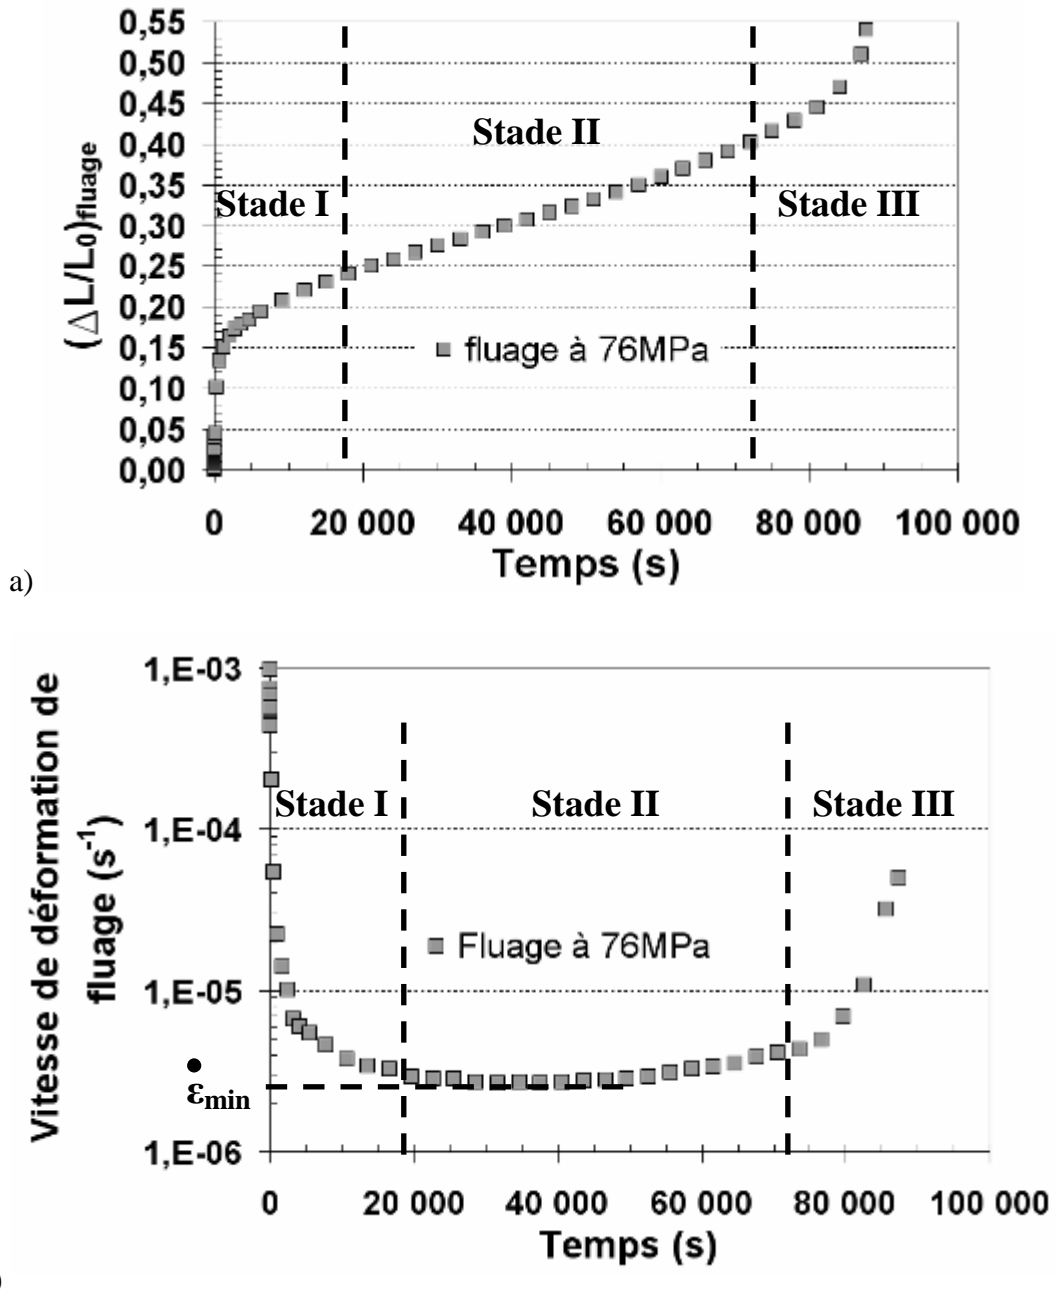 0,55
0,50
0,45
0,40
0,35
0,30
0,25
0,20
0,15
0,10
0,05
0,00
(ΔL/L₀)fluage
Stade I
Stade II
Stade III
fluage à 76MPa
0 20 000 40 000 60 000 80 000 100 000
Temps (s)
a)
1,E-03
1,E-04
1,E-05
1,E-06
Vitesse de déformation de
fluage (s⁻¹)
Stade I
Stade II
Stade III
Fluage à 76MPa
ε̇min
0 20 000 40 000 60 000 80 000 100 000
Temps (s)